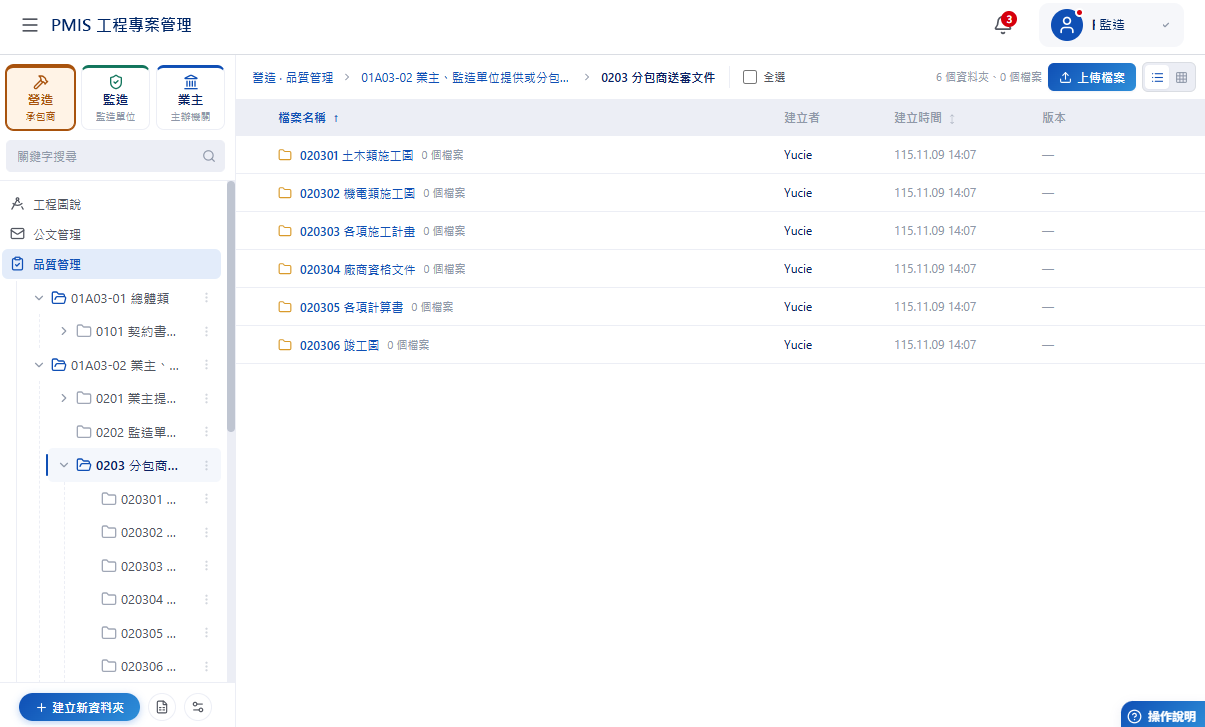 PMIS 工程專案管理
3
監造
營造
承包商
監造
監造單位
業主
主辦機關
關鍵字搜尋
工程圖說
公文管理
品質管理
01A03-01 總體類
0101 契約書...
01A03-02 業主、...
0201 業主提...
0202 監造單...
0203 分包商...
020301 ...
020302 ...
020303 ...
020304 ...
020305 ...
020306 ...
+ 建立新資料夾
營造 · 品質管理 > 01A03-02 業主、監造單位提供或分包... > 0203 分包商送審文件
全選
6 個資料夾、0 個檔案
上傳檔案
檔案名稱 ↑ 建立者 建立時間 版本
020301 土木類施工圖 0 個檔案 Yucie 115.11.09 14:07 —
020302 機電類施工圖 0 個檔案 Yucie 115.11.09 14:07 —
020303 各項施工計畫 0 個檔案 Yucie 115.11.09 14:07 —
020304 廠商資格文件 0 個檔案 Yucie 115.11.09 14:07 —
020305 各項計算書 0 個檔案 Yucie 115.11.09 14:07 —
020306 竣工圖 0 個檔案 Yucie 115.11.09 14:07 —
操作說明